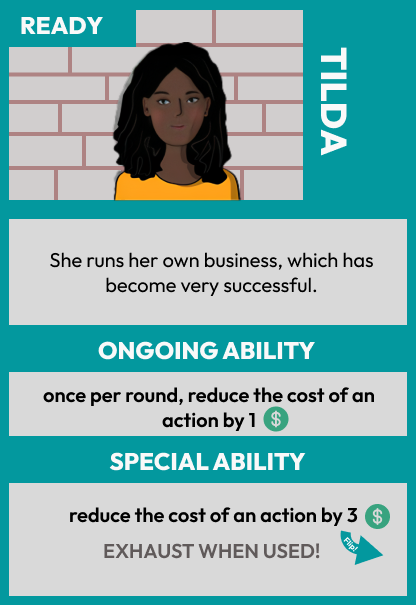 READY
TILDA
She runs her own business, which has
become very successful.
ONGOING ABILITY
once per round, reduce the cost of an
action by 1 $
SPECIAL ABILITY
reduce the cost of an action by 3 $
EXHAUST WHEN USED!
Flip!